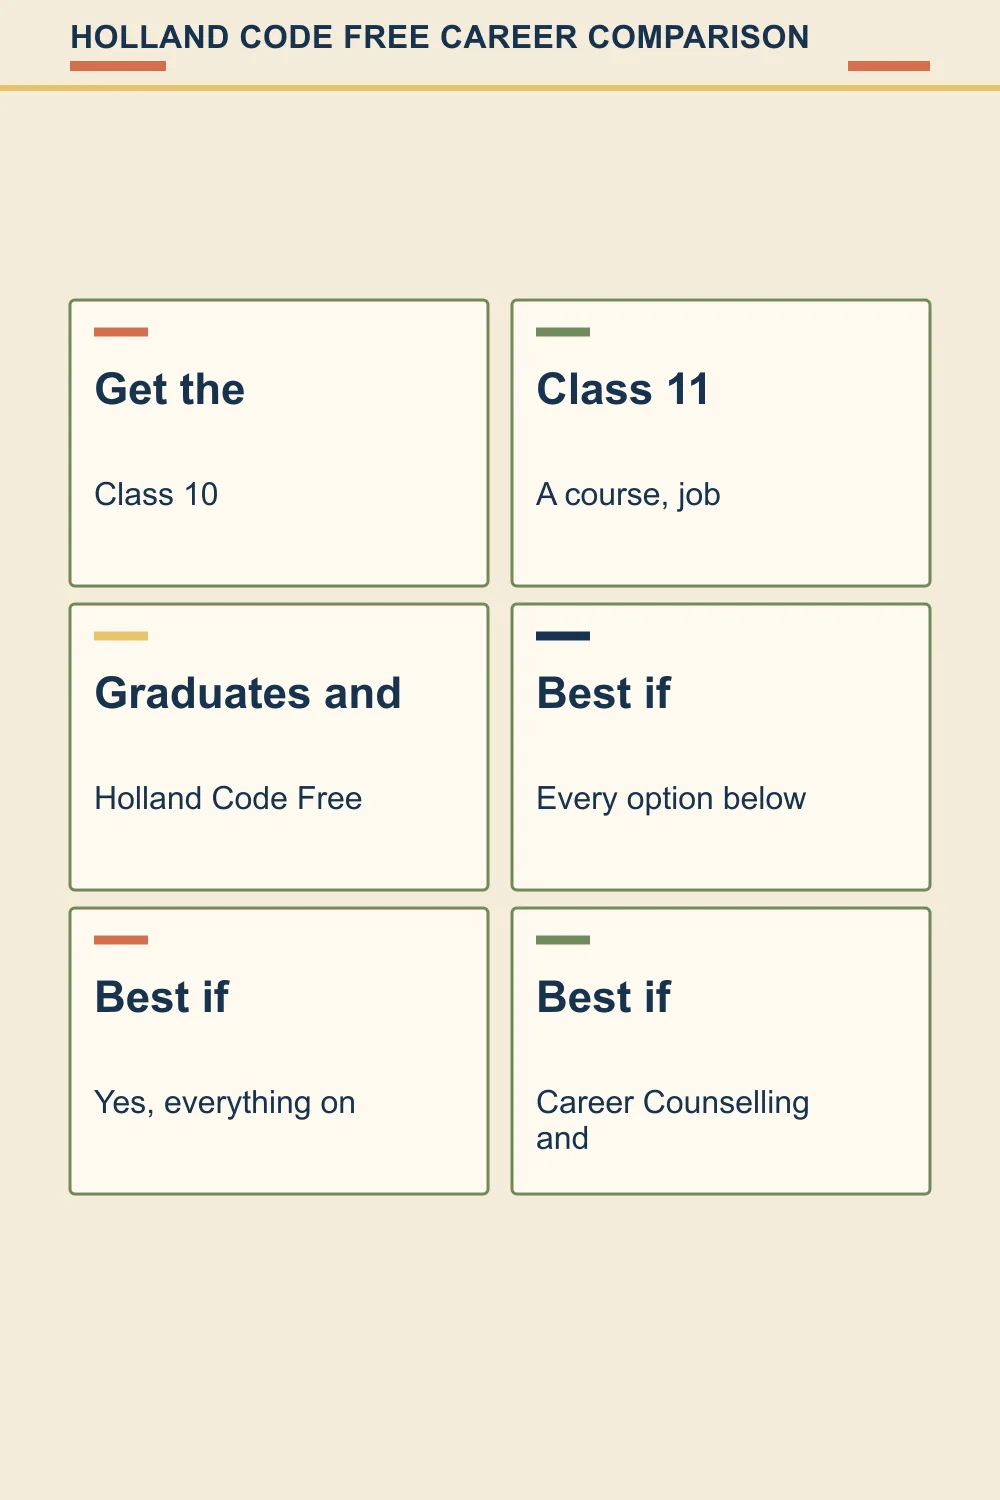 HOLLAND CODE FREE CAREER COMPARISON
Get the
Class 10
Class 11
A course, job
Graduates and
Holland Code Free
Best if
Every option below
Best if
Yes, everything on
Best if
Career Counselling
and